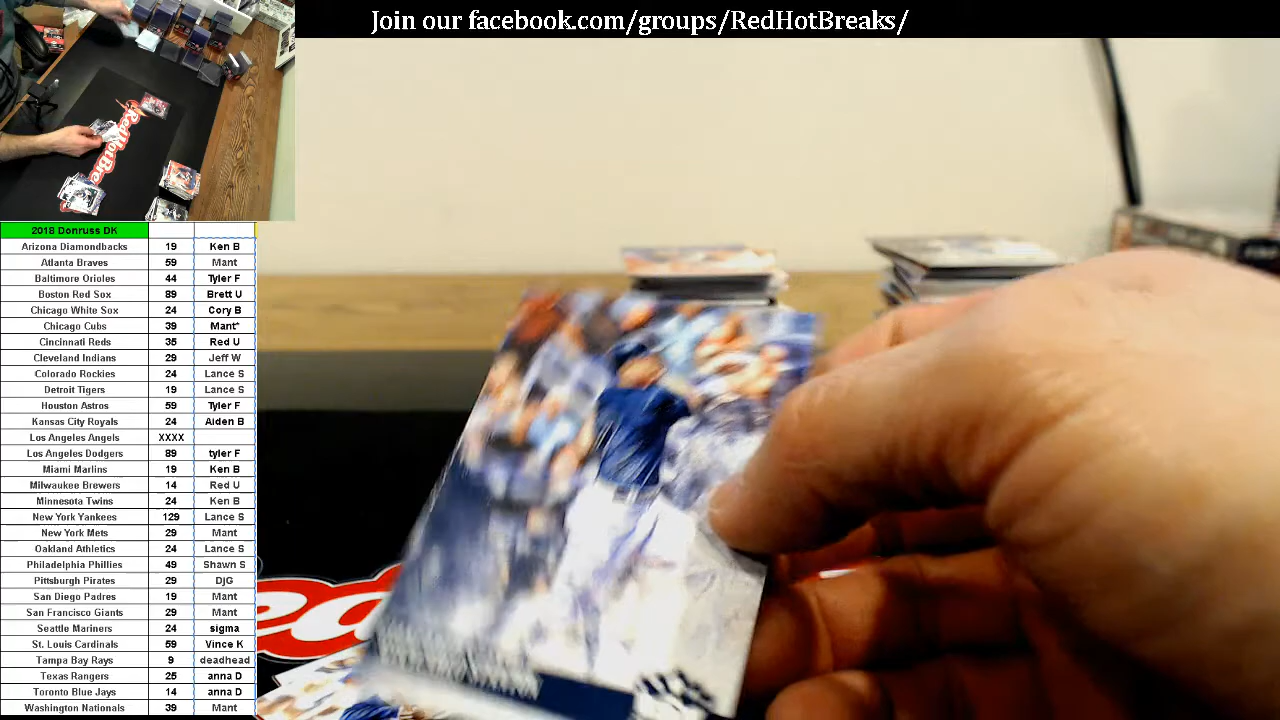 Join our facebook.com/groups/RedHotBreaks/
2018 Donruss DK
Arizona Diamondbacks 19 Ken B
Atlanta Braves 59 Mant
Baltimore Orioles 44 Tyler F
Boston Red Sox 89 Brett U
Chicago White Sox 24 Cory B
Chicago Cubs 39 Mant*
Cincinnati Reds 35 Red U
Cleveland Indians 29 Jeff W
Colorado Rockies 24 Lance S
Detroit Tigers 19 Lance S
Houston Astros 59 Tyler F
Kansas City Royals 24 Aiden B
Los Angeles Angels XXXX
Los Angeles Dodgers 89 tyler F
Miami Marlins 19 Ken B
Milwaukee Brewers 14 Red U
Minnesota Twins 24 Ken B
New York Yankees 129 Lance S
New York Mets 29 Mant
Oakland Athletics 24 Lance S
Philadelphia Phillies 49 Shawn S
Pittsburgh Pirates 29 DjG
San Diego Padres 19 Mant
San Francisco Giants 29 Mant
Seattle Mariners 24 sigma
St. Louis Cardinals 59 Vince K
Tampa Bay Rays 9 deadhead
Texas Rangers 25 anna D
Toronto Blue Jays 14 anna D
Washington Nationals 39 Mant